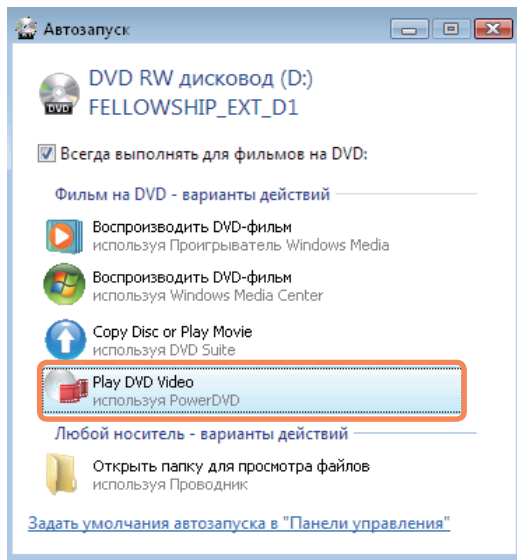 Автозапуск
DVD RW дисковод (D:)
FELLOWSHIP_EXT_D1
Всегда выполнять для фильмов на DVD:
Фильм на DVD - варианты действий
Воспроизводить DVD-фильм
используя Проигрыватель Windows Media
Воспроизводить DVD-фильм
используя Windows Media Center
Copy Disc or Play Movie
используя DVD Suite
Play DVD Video
используя PowerDVD
Любой носитель - варианты действий
Открыть папку для просмотра файлов
используя Проводник
Задать умолчания автозапуска в "Панели управления"